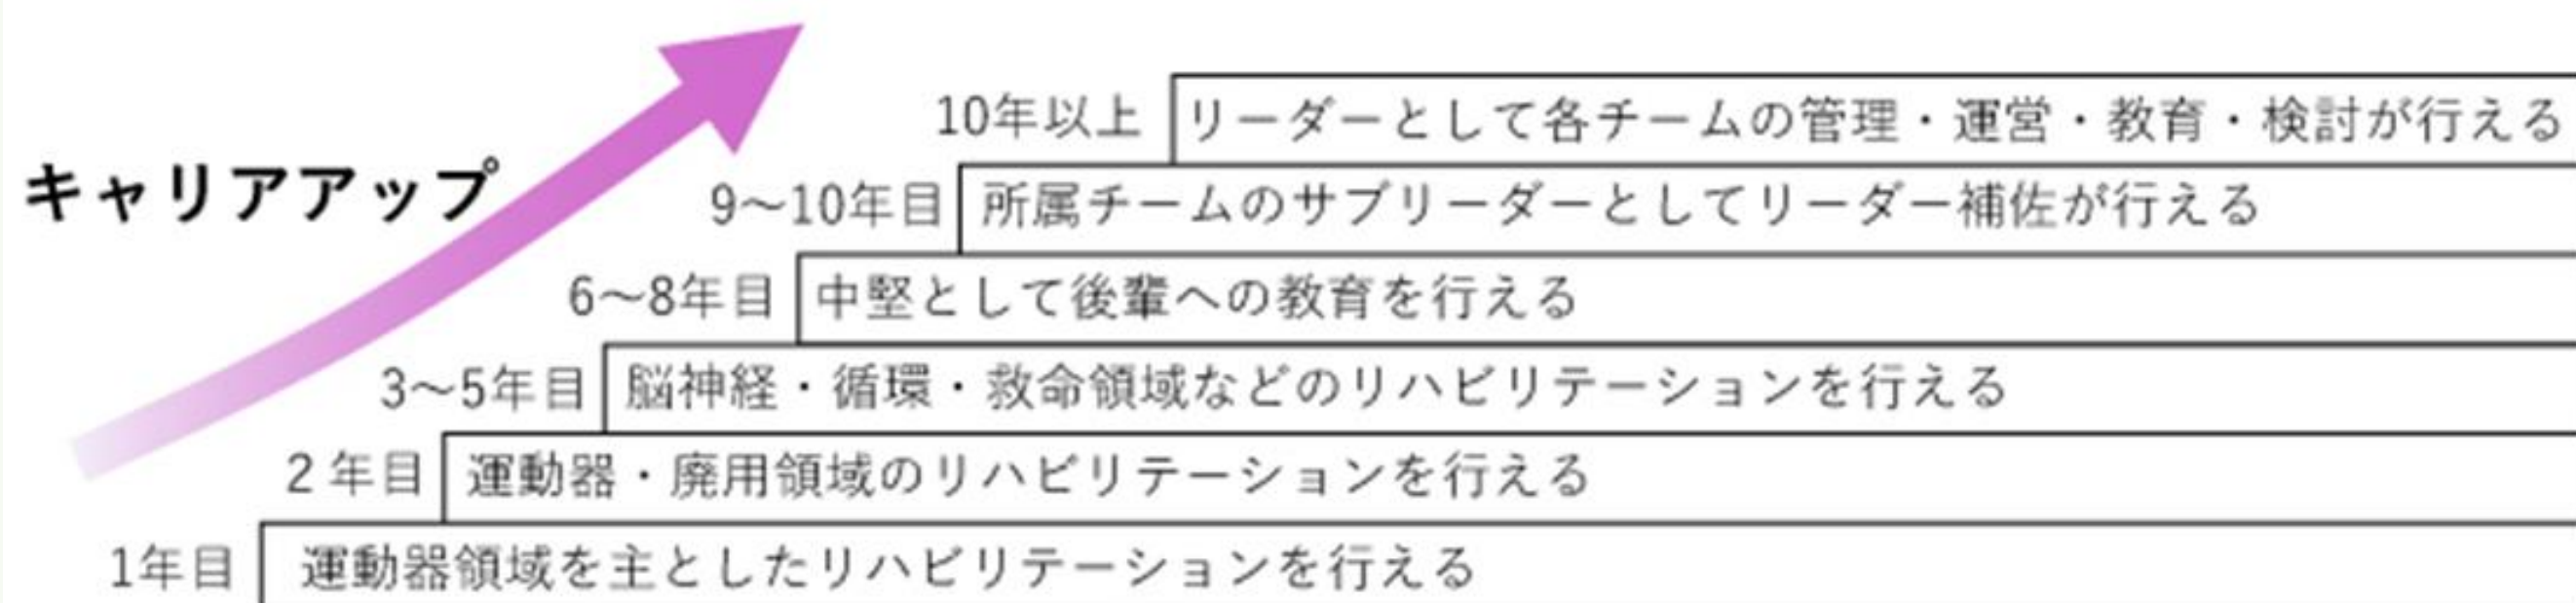 10年以上 リーダーとして各チームの管理・運営・教育・検討が行える
キャリアアップ
9～10年目 所属チームのサブリーダーとしてリーダー補佐が行える
6～8年目 中堅として後輩への教育を行える
3～5年目 脳神経・循環・救命領域などのリハビリテーションを行える
2年目 運動器・廃用領域のリハビリテーションを行える
1年目 運動器領域を主としたリハビリテーションを行える